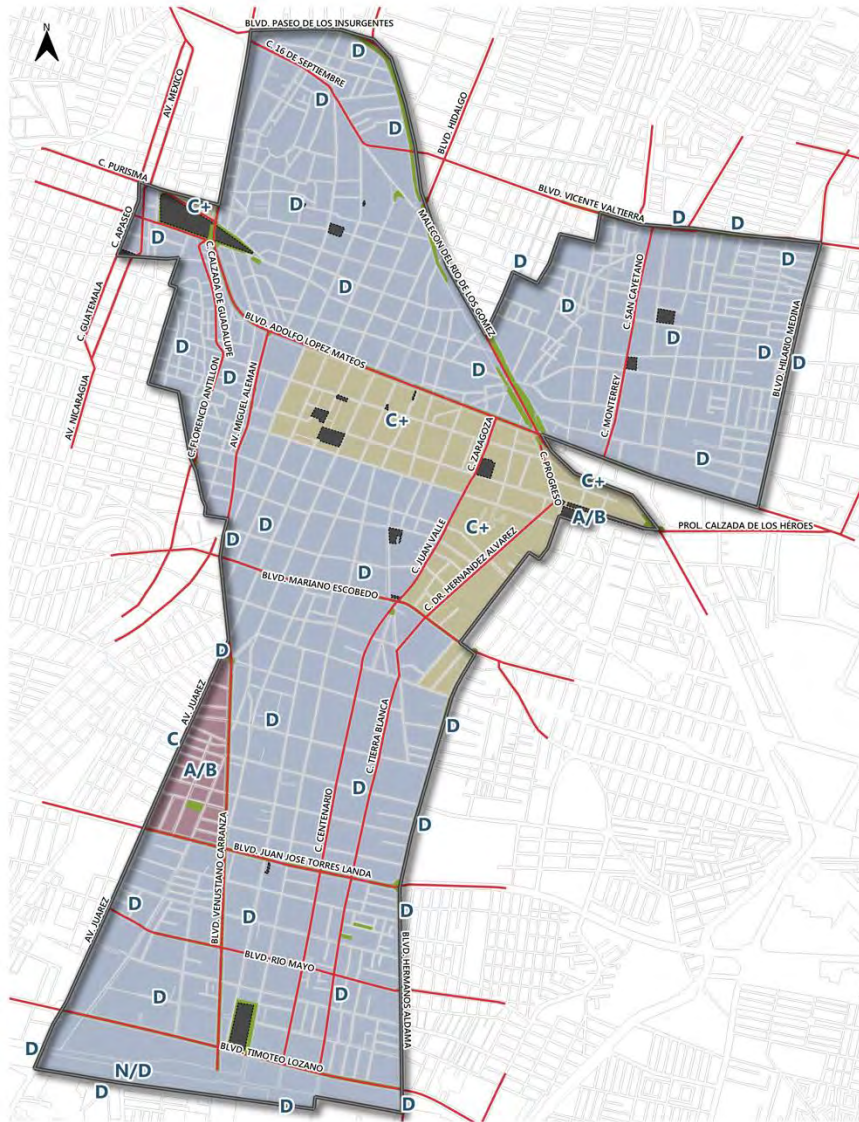 BLVD. PASEO DE LOS INSURGENTES
N
C. 16 DE SEPTIEMBRE
D
AV. MEXICO
D
D
BLVD. HIDALGO
C. PURISIMA
BLVD. VICENTE VALTIERRA
C+
D
D
D
C. APASEO
D
MALECON DEL RIO DE LOS GOMEZ
D
D
C. CALZADA DE GUADALUPE
D
C. SAN CAYETANO
C. GUATEMALA
D
D
BLVD. HILARIO MEDINA
BLVD. ADOLFO LOPEZ MATEOS
D
D
D
D
D
D
AV. NICARAGUA
C. FLORENCIO ANTILLON
AV. MIGUEL ALEMAN
C+
C. ZARAGOZA
C. MONTERREY
D
C. PROGRESO
C+
A/B
PROL. CALZADA DE LOS HÉROES
D
D
C+
C. JUAN VALLE
C. DR. HERNANDEZ ALVAREZ
D
BLVD. MARIANO ESCOBEDO
D
AV. JUAREZ
D
D
C
A/B
C. TIERRA BLANCA
D
C. CENTENARIO
D
BLVD. JUAN JOSE TORRES LANDA
BLVD. VENUSTIANO CARRANZA
D
D
D
AV. JUAREZ
BLVD. RIO MAYO
BLVD. HERMANOS ALDAMA
D
D
BLVD. TIMOTEO LOZANO
D
N/D
D
D
D